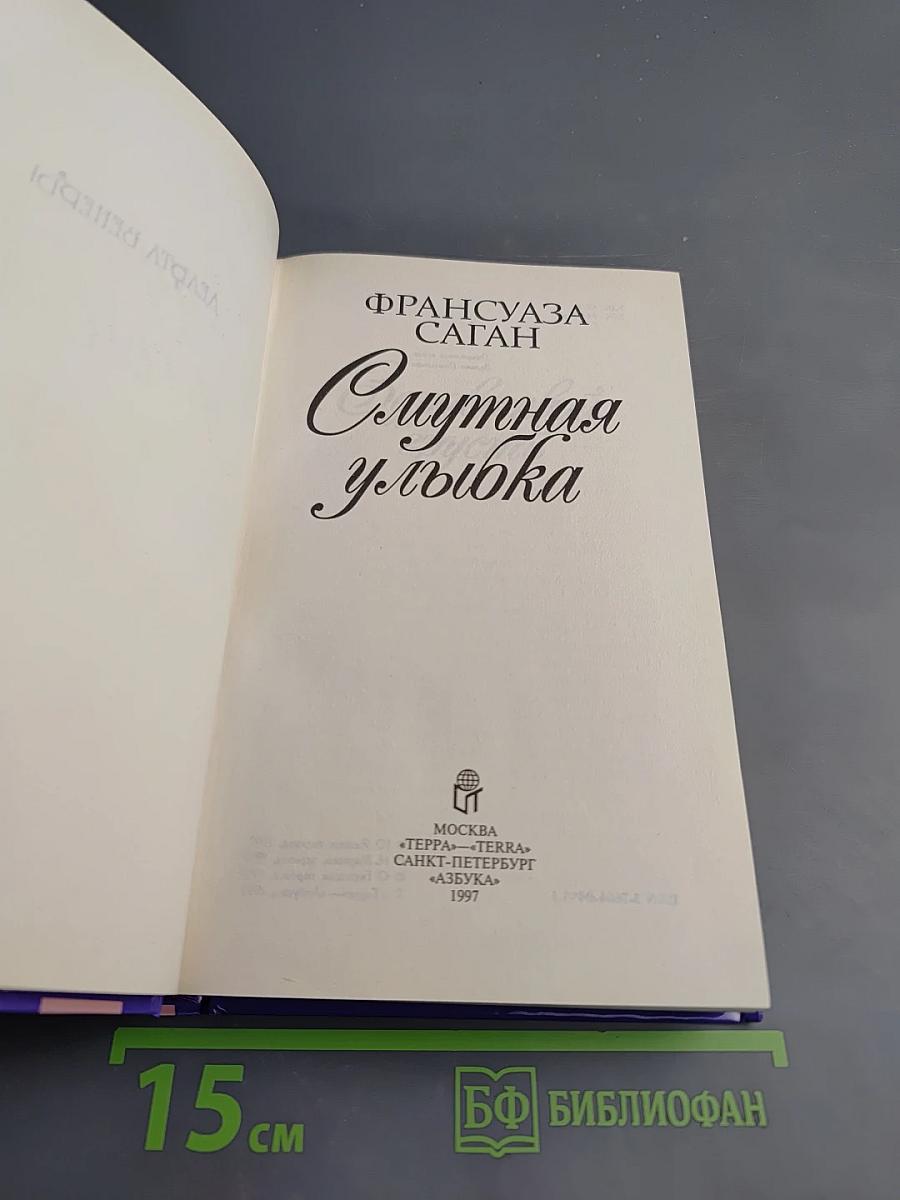 ФРАНСУАЗА
САГАН
Смутная
улыбка
МОСКВА
«ТЕРРА»—«TERRA»
САНКТ-ПЕТЕРБУРГ
«АЗБУКА»
1997
15 см
БФ БИБЛИОФАН